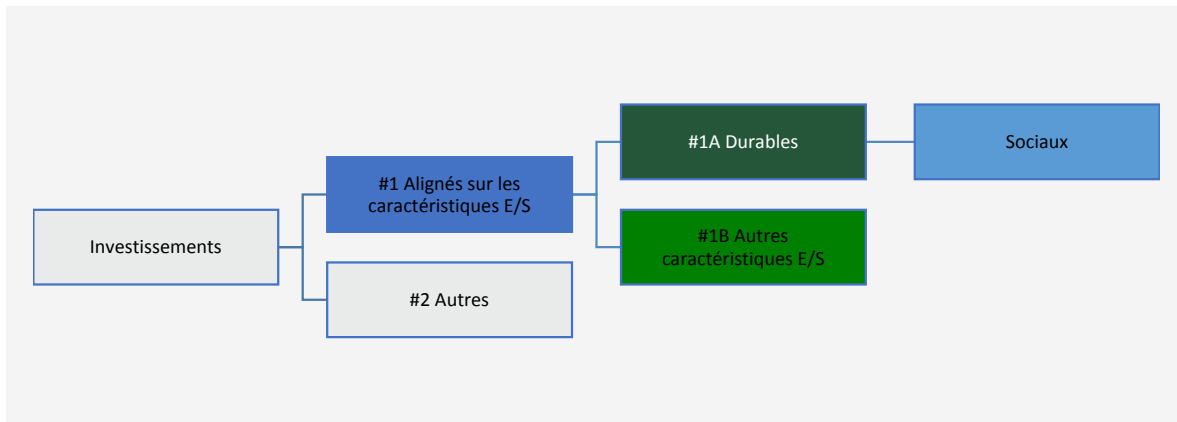 Investissements
#1 Alignés sur les
caractéristiques E/S
#2 Autres
#1A Durables
#1B Autres
caractéristiques E/S
Sociaux